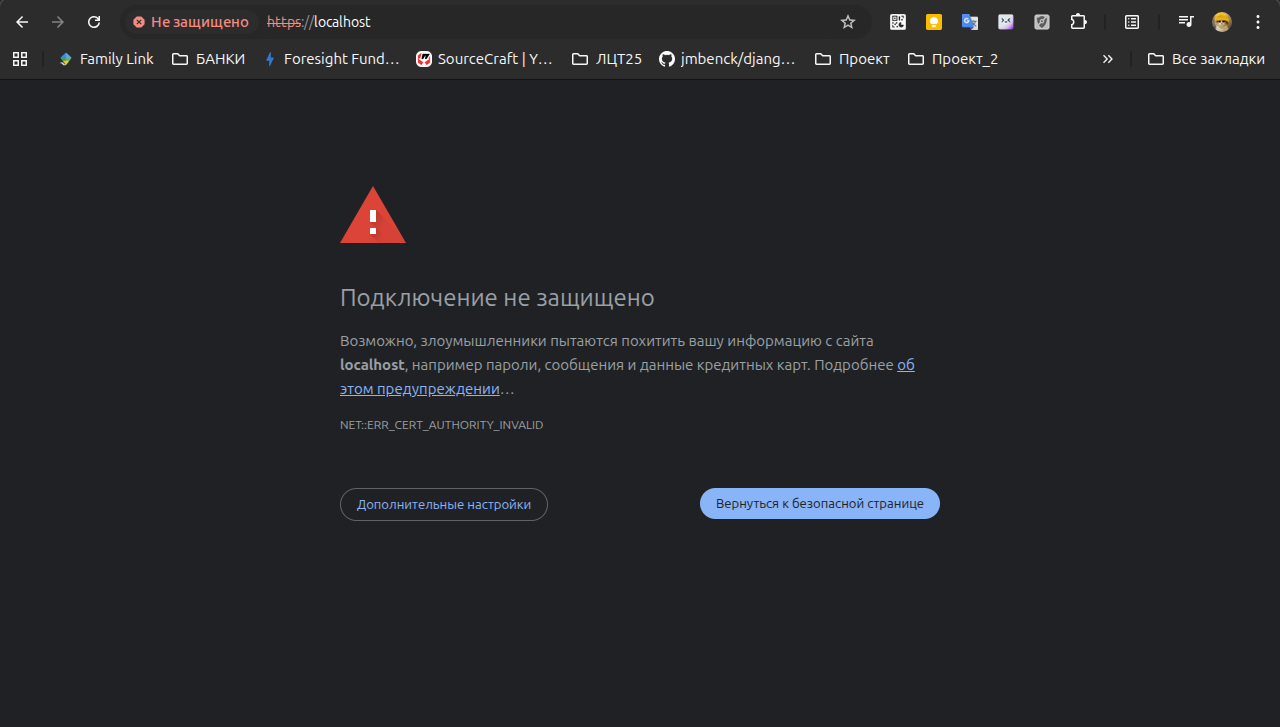 Не защищено https://localhost
Family Link БАНКИ Foresight Fund… SourceCraft | Y… ЛЦТ25 jmbenck/djang… Проект Проект_2 » Все закладки
Подключение не защищено
Возможно, злоумышленники пытаются похитить вашу информацию с сайта
localhost, например пароли, сообщения и данные кредитных карт. Подробнее об
этом предупреждении…
NET::ERR_CERT_AUTHORITY_INVALID
Дополнительные настройки Вернуться к безопасной странице